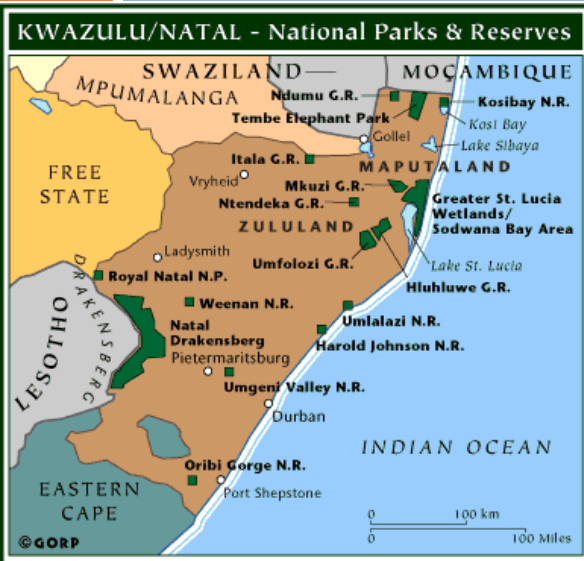 KWAZULU/NATAL - National Parks & Reserves
SWAZILAND
MOÇAMBIQUE
MPUMALANGA
Ndumu G.R.
Kosibay N.R.
Tembe Elephant Park
Kosi Bay
Gollel
Lake Sibaya
Itala G.R.
MAPUTALAND
FREE
STATE
Vryheid
Mkuzi G.R.
Ntendeka G.R.
Greater St. Lucia
Wetlands/
Sodwana Bay Area
ZULULAND
Ladysmith
Umfolozi G.R.
Lake St. Lucia
Royal Natal N.P.
Hluhluwe G.R.
DRAKENSBERG
LESOTHO
Weenan N.R.
Umlalazi N.R.
Natal
Drakensberg
Harold Johnson N.R.
Pietermaritsburg
Umgeni Valley N.R.
Durban
INDIAN OCEAN
Oribi Gorge N.R.
EASTERN
CAPE
Port Shepstone
0 100 km
0 100 Miles
©GORP